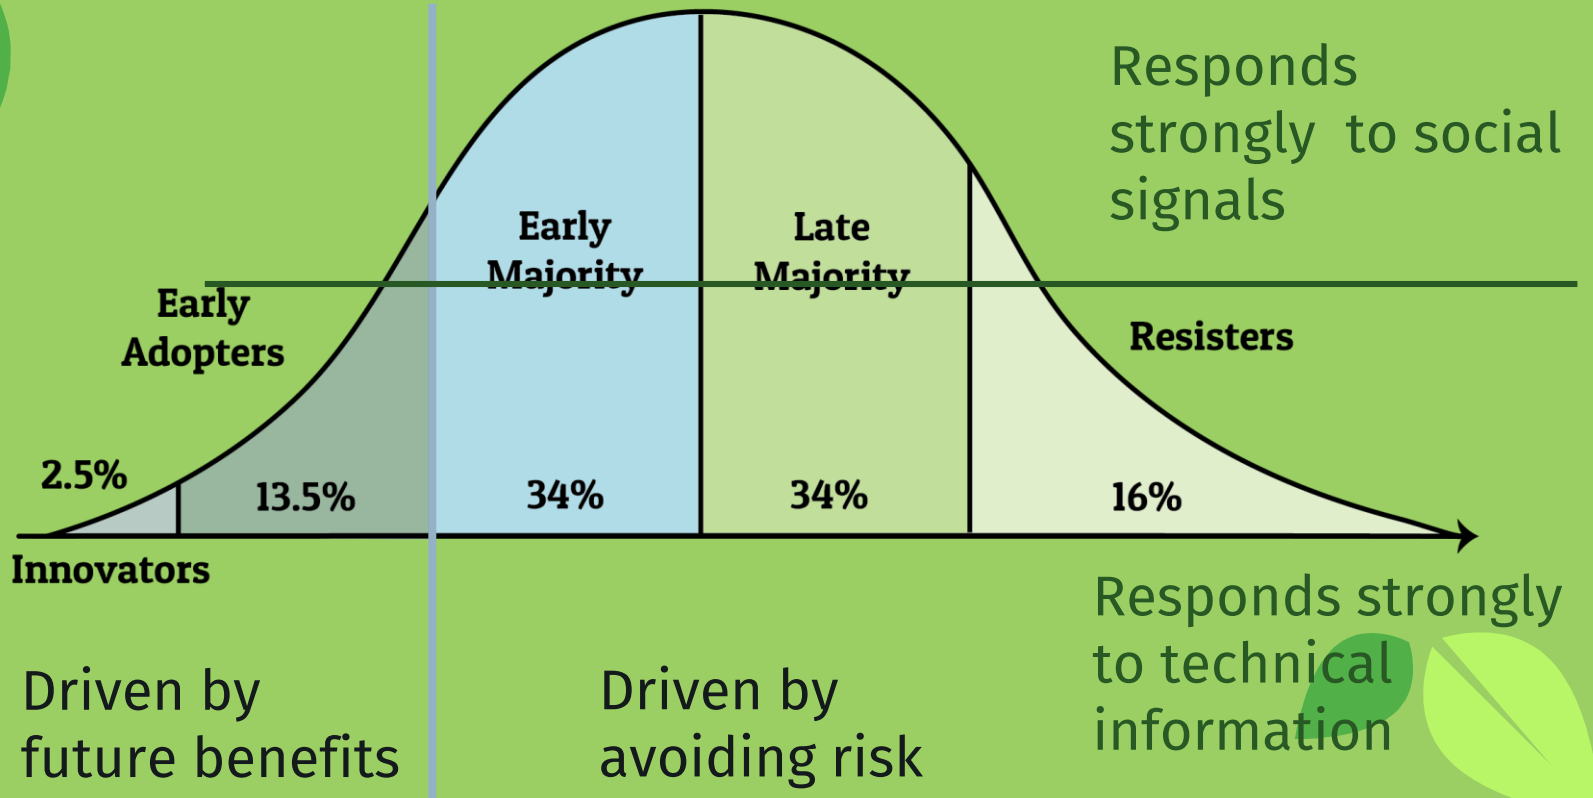 Responds
strongly  to social
signals
Early
Majority
Late
Majority
Early
Adopters
Resisters
2.5%
13.5%
34%
34%
16%
Innovators
Responds strongly
to technical
information
Driven by
future benefits
Driven by
avoiding risk